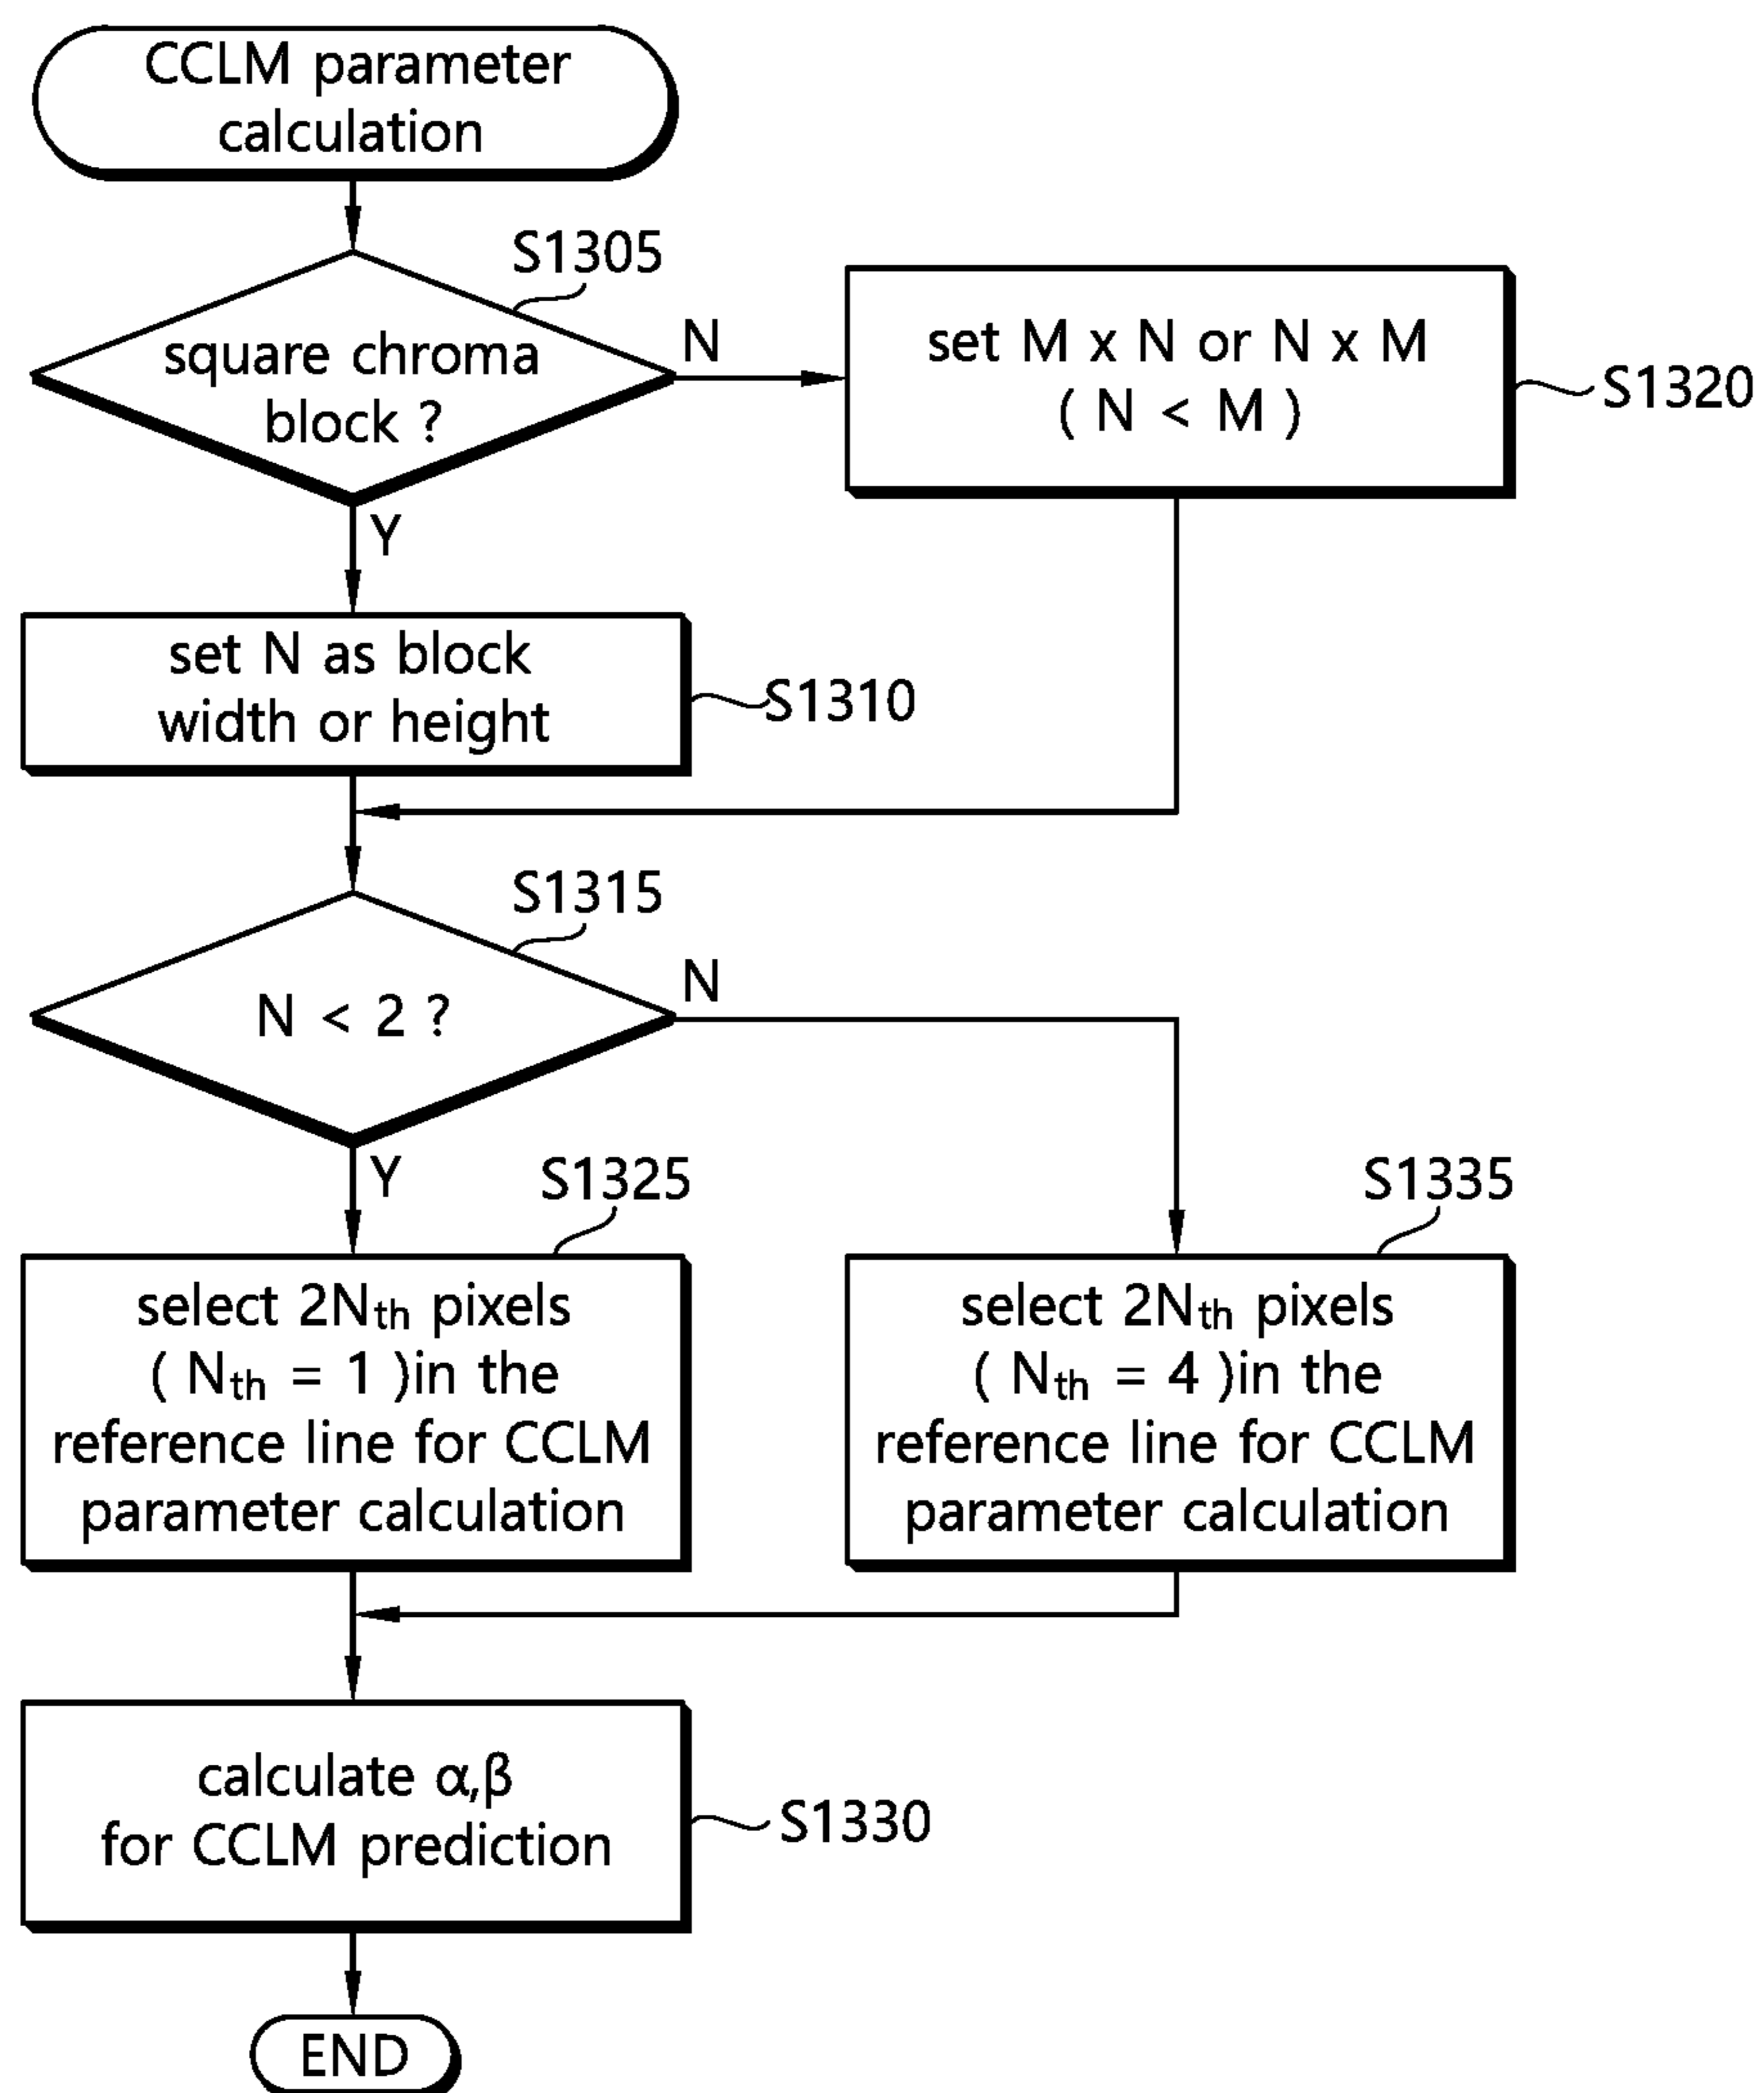 CCLM parameter
calculation
S1305
square chroma
block ?
N
set M x N or N x M
( N < M )
S1320
Y
set N as block
width or height
S1310
S1315
N < 2 ?
N
Y
S1325
select 2Nth pixels
( Nth = 1 )in the
reference line for CCLM
parameter calculation
S1335
select 2Nth pixels
( Nth = 4 )in the
reference line for CCLM
parameter calculation
calculate α,β
for CCLM prediction
S1330
END